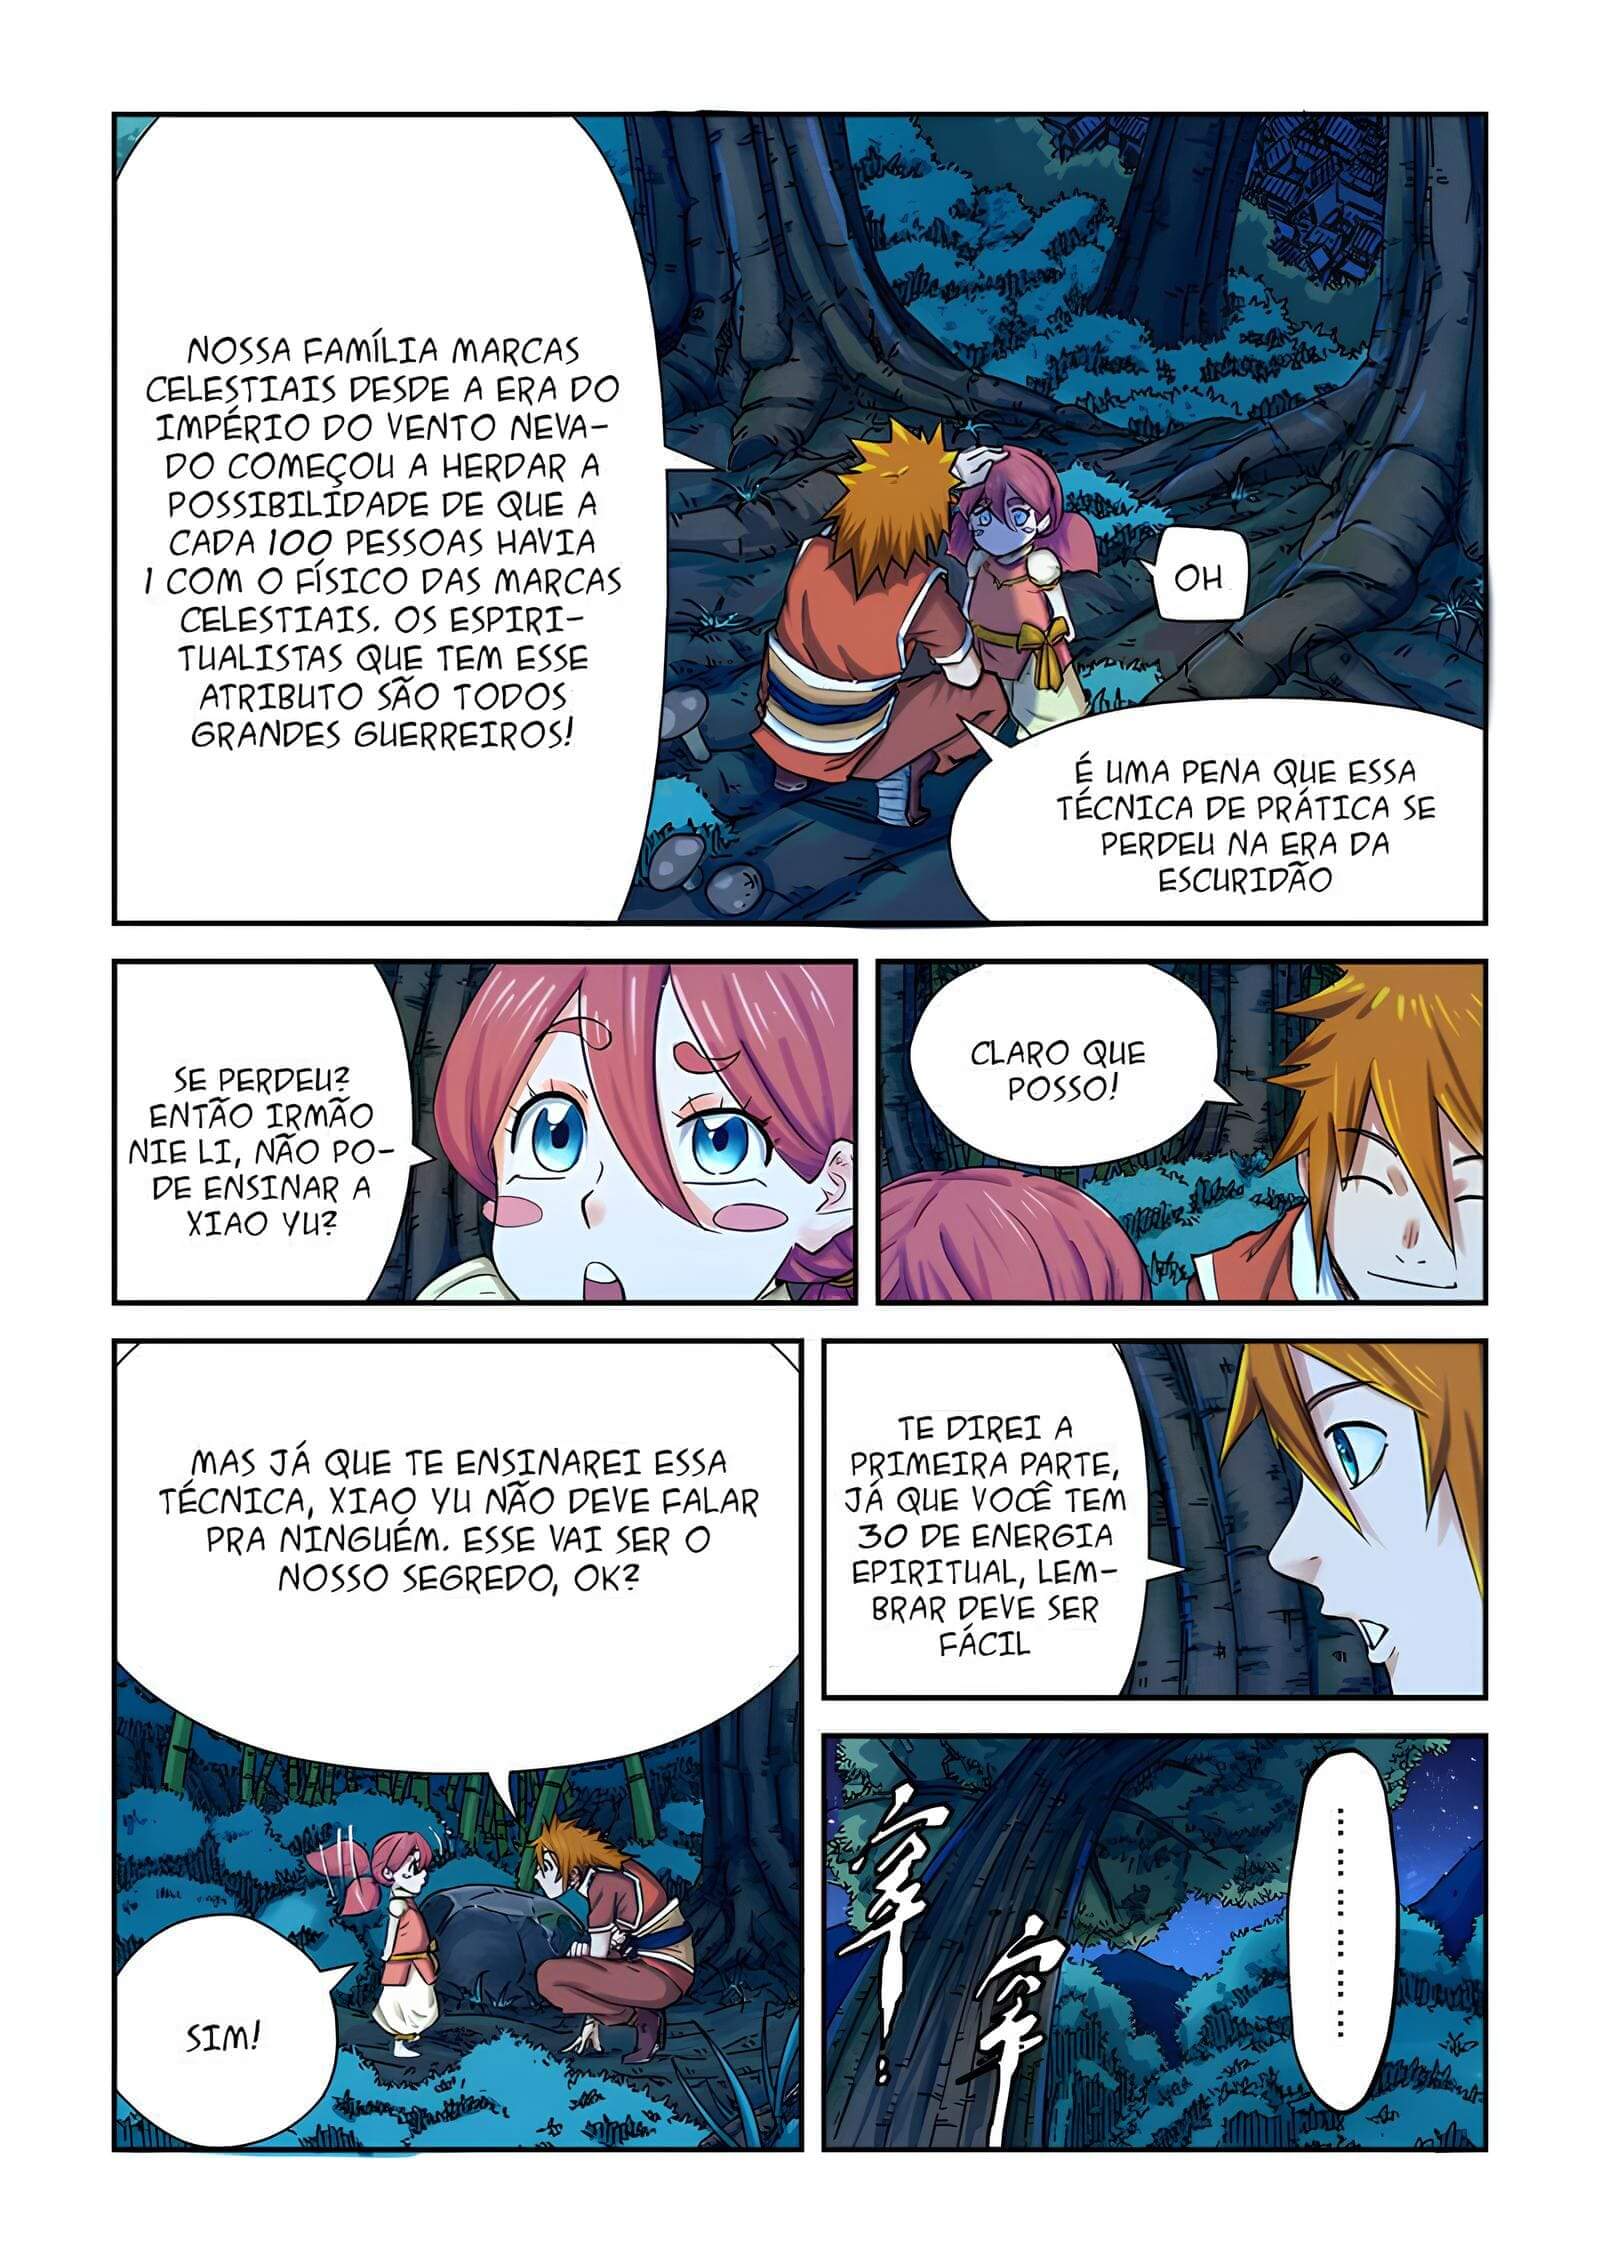 NOSSA FAMÍLIA MARCAS
CELESTIAIS DESDE A ERA DO
IMPÉRIO DO VENTO NEVA-
DO COMEÇOU A HERDAR A
POSSIBILIDADE DE QUE A
CADA 100 PESSOAS HAVIA
1 COM O FÍSICO DAS MARCAS
CELESTIAIS. OS ESPIRI-
TUALISTAS QUE TEM ESSE
ATRIBUTO SÃO TODOS
GRANDES GUERREIROS!
OH
É UMA PENA QUE ESSA
TÉCNICA DE PRÁTICA SE
PERDEU NA ERA DA
ESCURIDÃO
SE PERDEU?
ENTÃO IRMÃO
NIE LI, NÃO PO-
DE ENSINAR A
XIAO YU?
CLARO QUE
POSSO!
MAS JÁ QUE TE ENSINAREI ESSA
TÉCNICA, XIAO YU NÃO DEVE FALAR
PRA NINGUÉM. ESSE VAI SER O
NOSSO SEGREDO, OK?
SIM!
TE DIREI A
PRIMEIRA PARTE,
JÁ QUE VOCÊ TEM
30 DE ENERGIA
EPIRITUAL, LEM-
BRAR DEVE SER
FÁCIL
..................